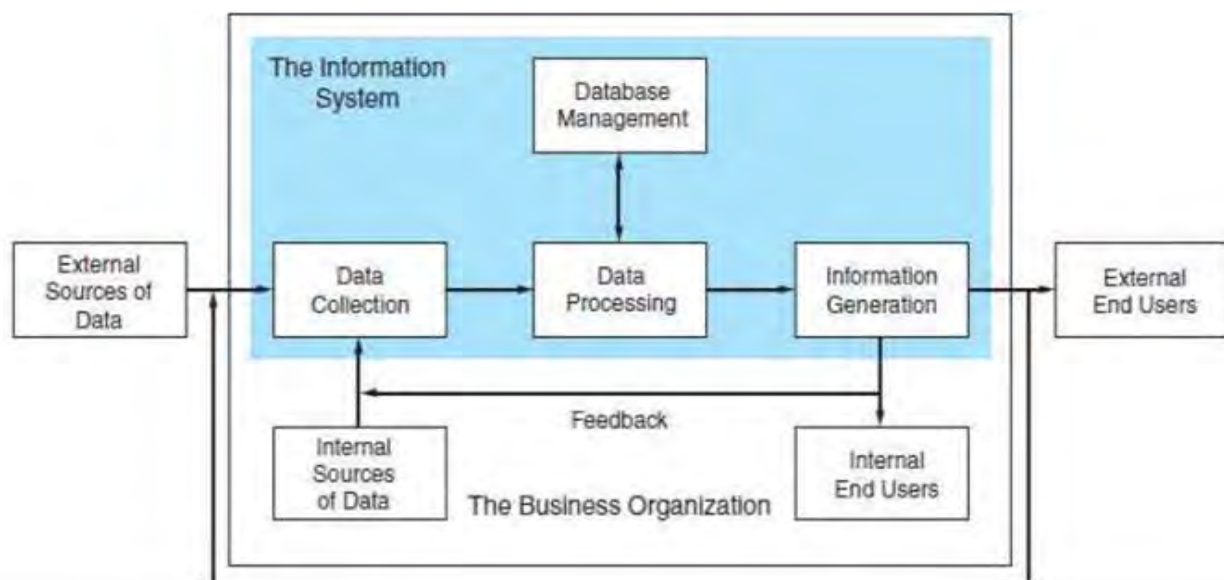 The Information
System
Database
Management
External
Sources of
Data
Data
Collection
Data
Processing
Information
Generation
External
End Users
Feedback
Internal
Sources
of Data
The Business Organization
Internal
End Users